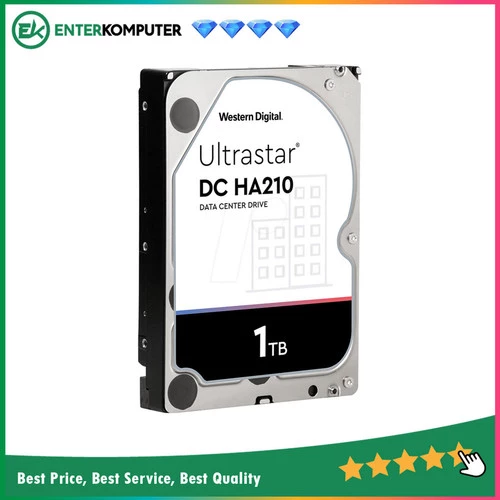 EK ENTERKOMPUTER
Western Digital.
Ultrastar®
DC HA210
DATA CENTER DRIVE
1TB
Best Price, Best Service, Best Quality